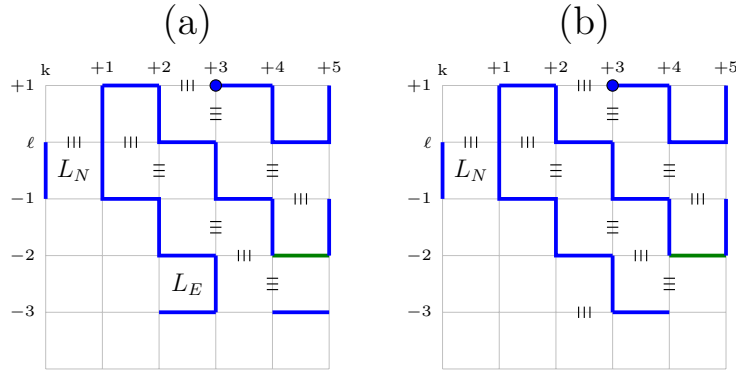 (a) (b)
k +1 +2 +3 +4 +5 k +1 +2 +3 +4 +5
+1 +1
ℓ L_N ℓ L_N
−1 −1
−2 −2
L_E
−3 −3